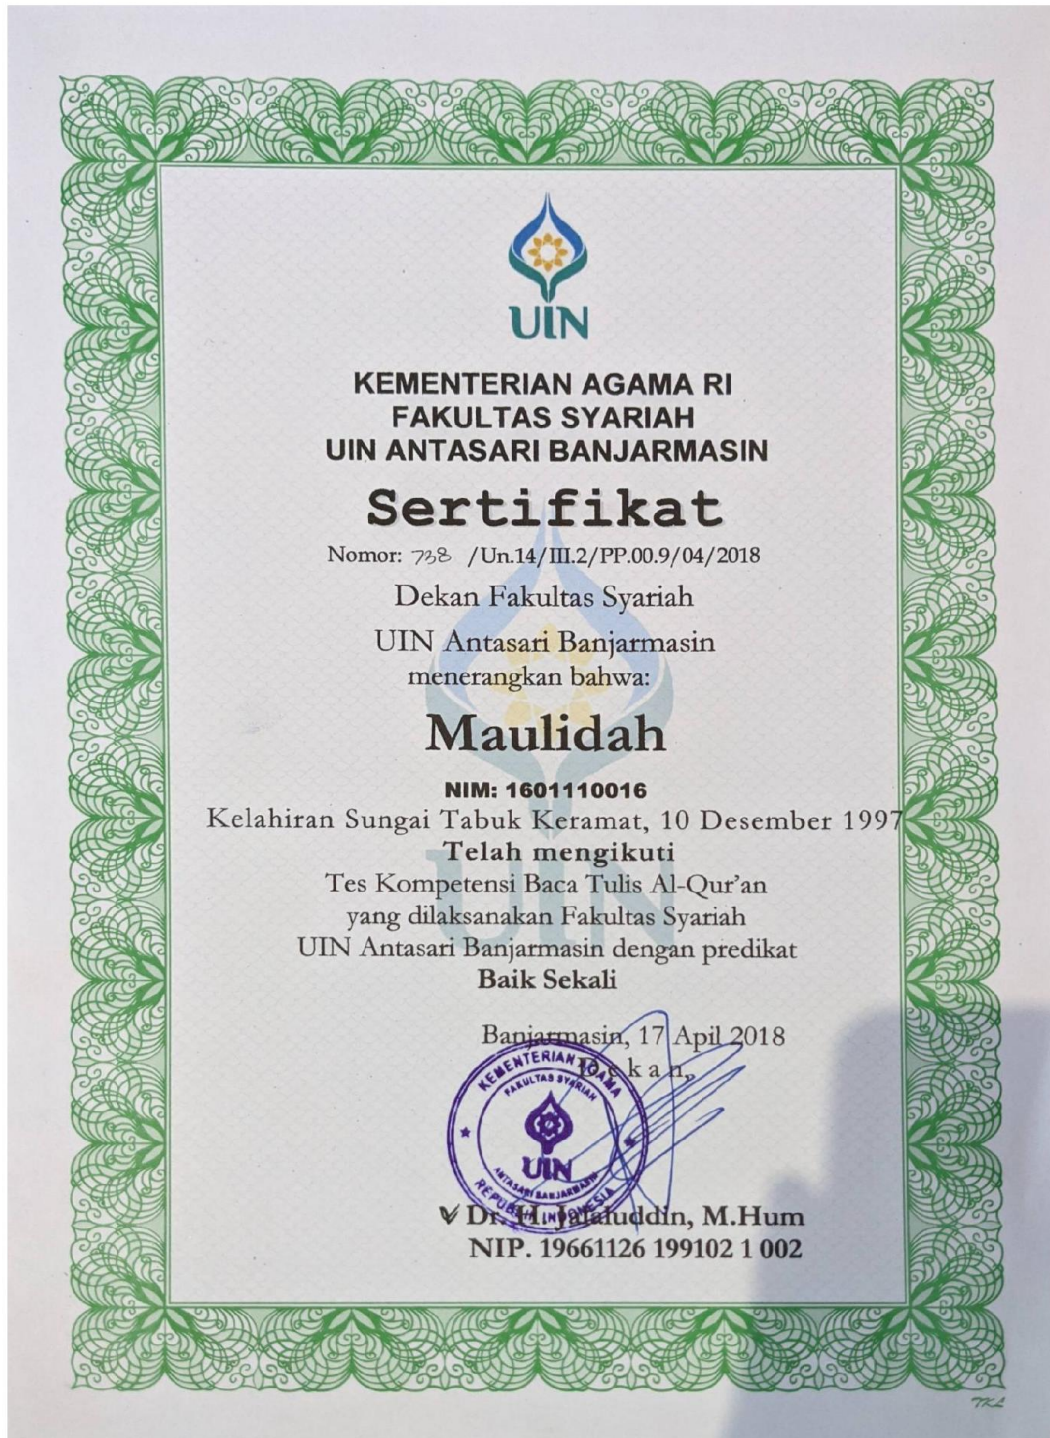 UIN
KEMENTERIAN AGAMA RI
FAKULTAS SYARIAH
UIN ANTASARI BANJARMASIN
Sertifikat
Nomor: 738 /Un.14/III.2/PP.00.9/04/2018
Dekan Fakultas Syariah
UIN Antasari Banjarmasin
menerangkan bahwa:
Maulidah
NIM: 1601110016
Kelahiran Sungai Tabuk Keramat, 10 Desember 1997
Telah mengikuti
Tes Kompetensi Baca Tulis Al-Qur'an
yang dilaksanakan Fakultas Syariah
UIN Antasari Banjarmasin dengan predikat
Baik Sekali
UIN
Banjarmasin, 17 April 2018
D e k a n,
KEMENTERIAN AGAMA
FAKULTAS SYARIAH
UIN
ANTASARI BANJARMASIN
REPUBLIK INDONESIA
Dr. H. Jalaluddin, M.Hum
NIP. 19661126 199102 1 002
TKL